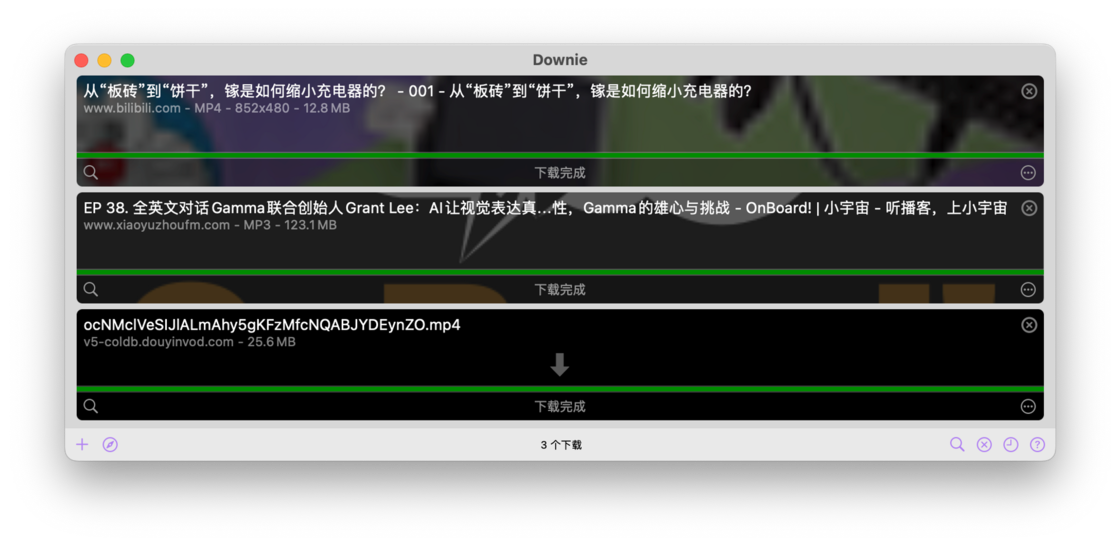 Downie
从“板砖”到“饼干”，镓是如何缩小充电器的？ - 001 - 从“板砖”到“饼干”，镓是如何缩小充电器的？
www.bilibili.com - MP4 - 852x480 - 12.8 MB
下载完成
EP 38. 全英文对话Gamma联合创始人Grant Lee：AI让视觉表达真...性，Gamma的雄心与挑战 - OnBoard! | 小宇宙 - 听播客，上小宇宙
www.xiaoyuzhoufm.com - MP3 - 123.1 MB
下载完成
ocNMclVeSIJlALmAhy5gKFzMfcNQABJYDEynZO.mp4
v5-coldb.douyinvod.com - 25.6 MB
下载完成
3 个下载